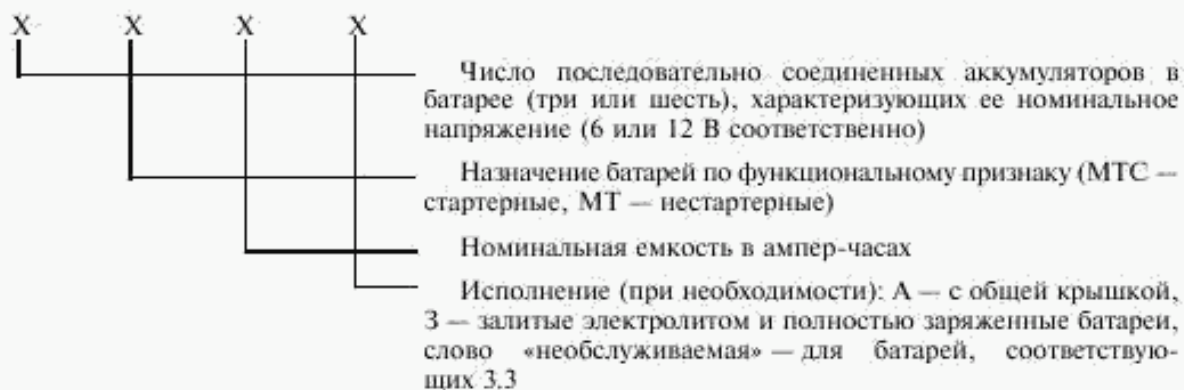 Х Х Х Х
Число последовательно соединенных аккумуляторов в
батарее (три или шесть), характеризующих ее номинальное
напряжение (6 или 12 В соответственно)
Назначение батарей по функциональному признаку (МТС —
стартерные, МТ — нестартерные)
Номинальная емкость в ампер-часах
Исполнение (при необходимости): А — с общей крышкой,
З — залитые электролитом и полностью заряженные батареи,
слово «необслуживаемая» — для батарей, соответствую-
щих 3.3